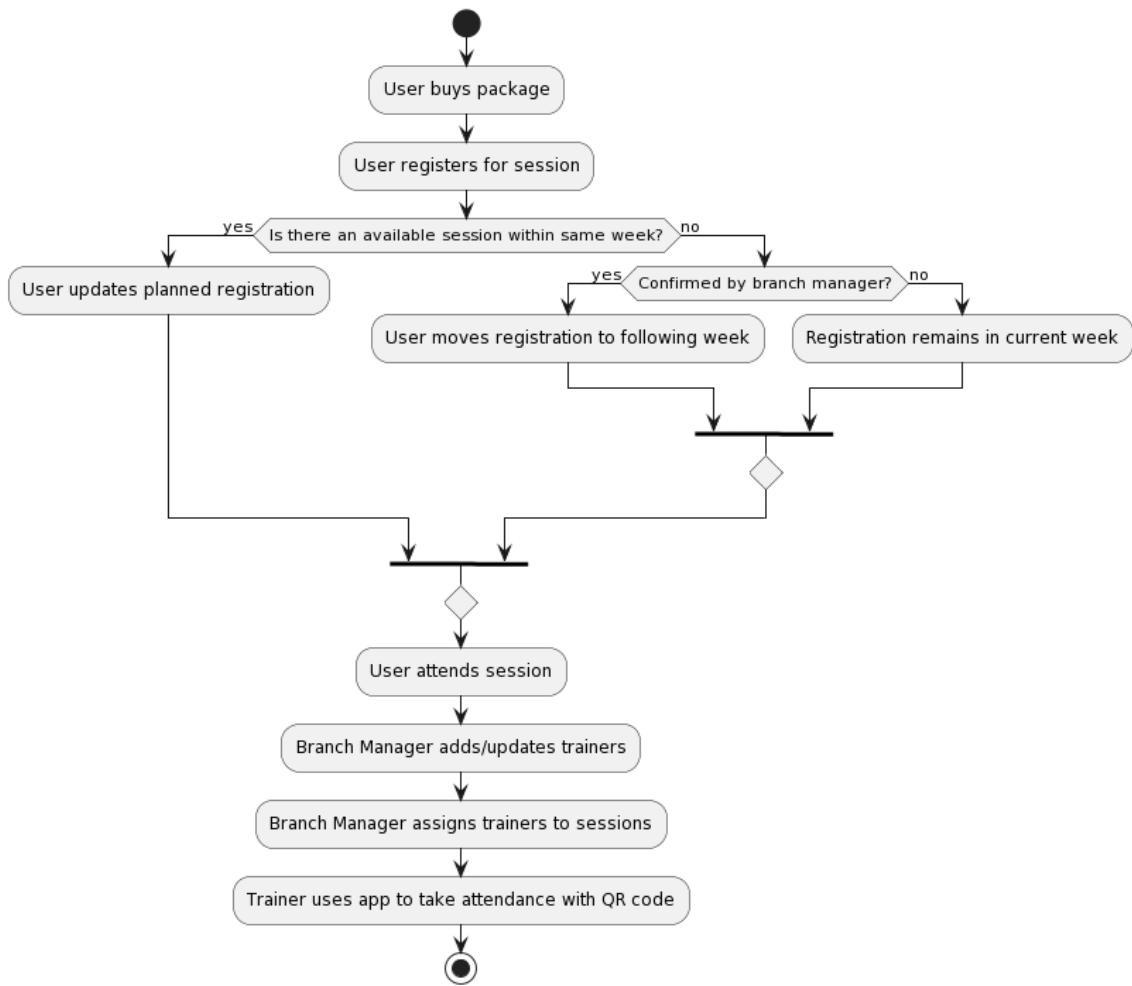 User buys package
User registers for session
yes
Is there an available session within same week?
no
User updates planned registration
yes
Confirmed by branch manager?
no
User moves registration to following week
Registration remains in current week
User attends session
Branch Manager adds/updates trainers
Branch Manager assigns trainers to sessions
Trainer uses app to take attendance with QR code